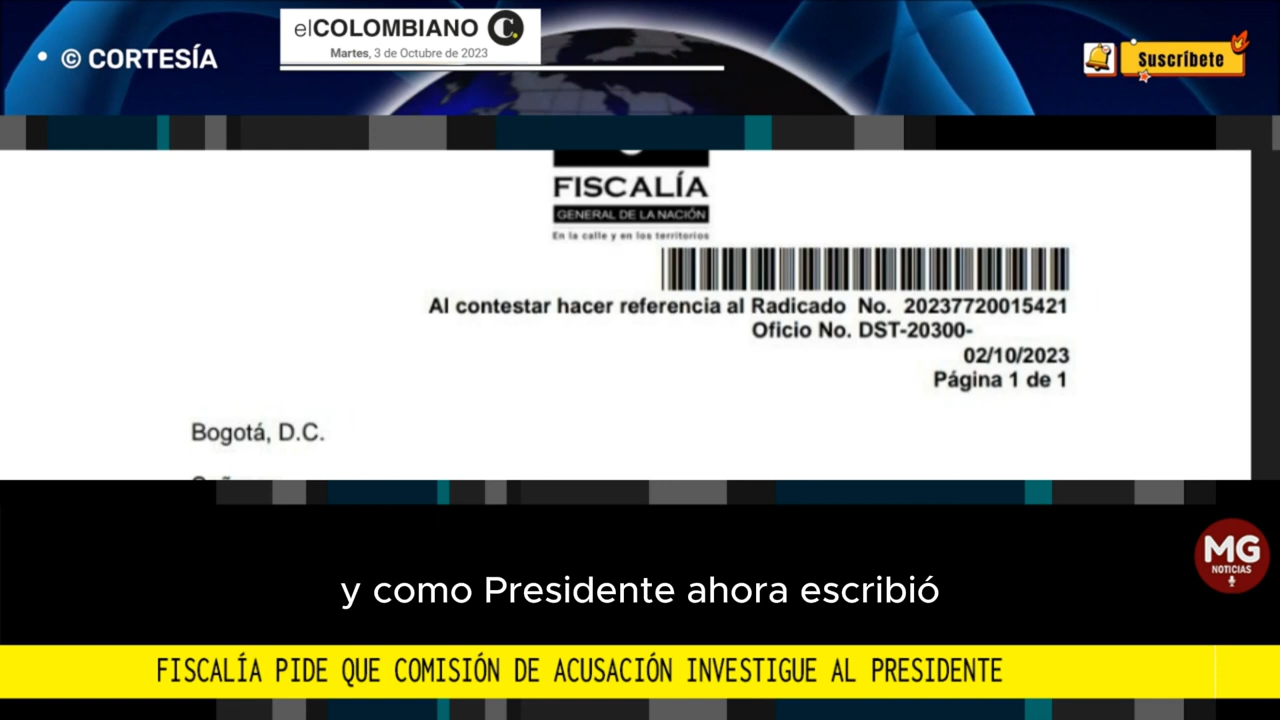 elCOLOMBIANO C.
Martes, 3 de Octubre de 2023
© CORTESÍA
Suscríbete
FISCALÍA
GENERAL DE LA NACIÓN
En la calle y en los territorios
Al contestar hacer referencia al Radicado No. 20237720015421
Oficio No. DST-20300-
02/10/2023
Página 1 de 1
Bogotá, D.C.
MG
NOTICIAS
y como Presidente ahora escribió
FISCALÍA PIDE QUE COMISIÓN DE ACUSACIÓN INVESTIGUE AL PRESIDENTE